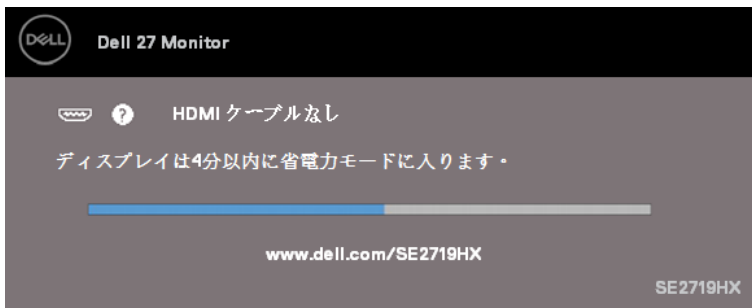 DELL
Dell 27 Monitor
? HDMI ケーブルなし
ディスプレイは4分以内に省電力モードに入ります。
www.dell.com/SE2719HX
SE2719HX